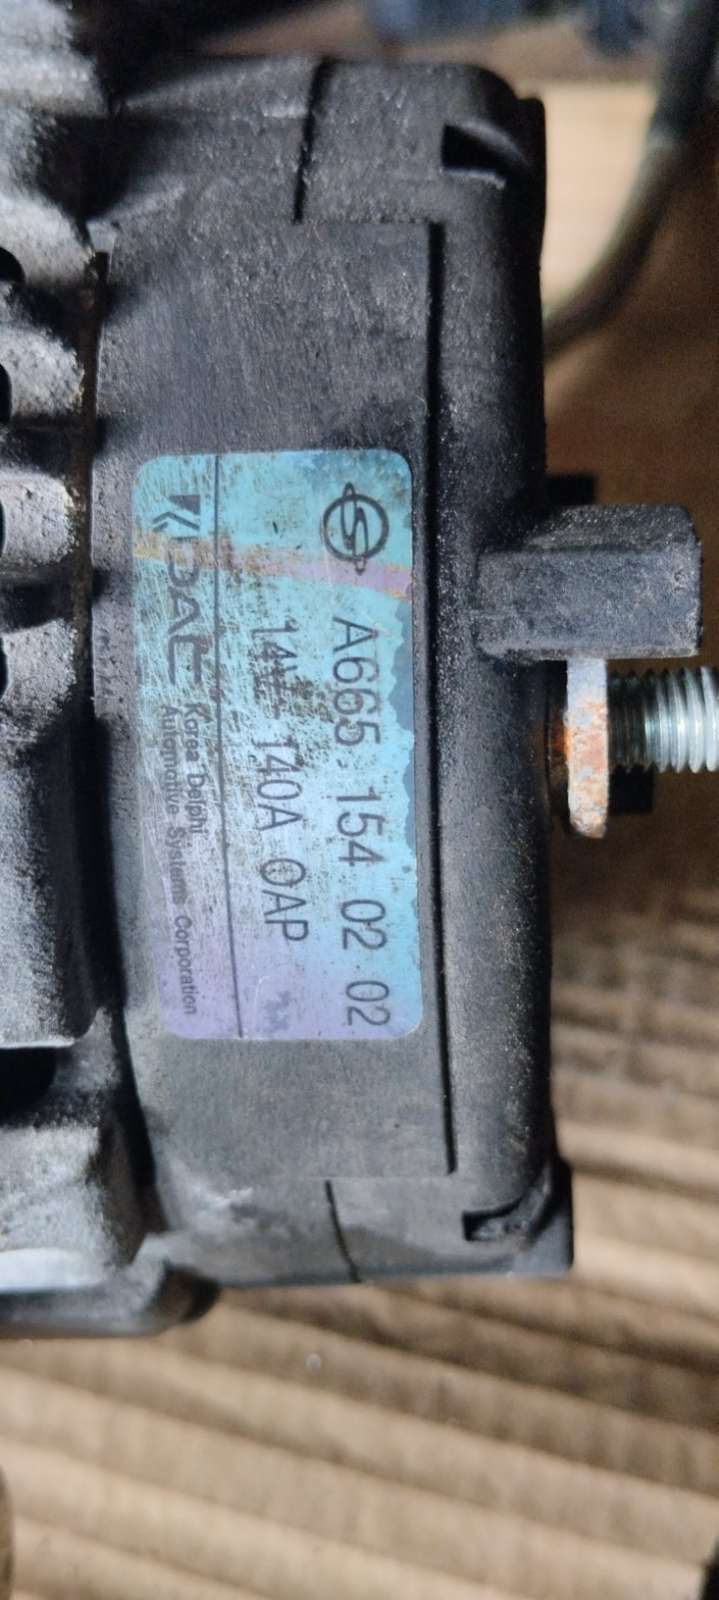 A665 154 02 02
14V 140A OAP
KDAC Korea Delphi
Automotive Systems Corporation